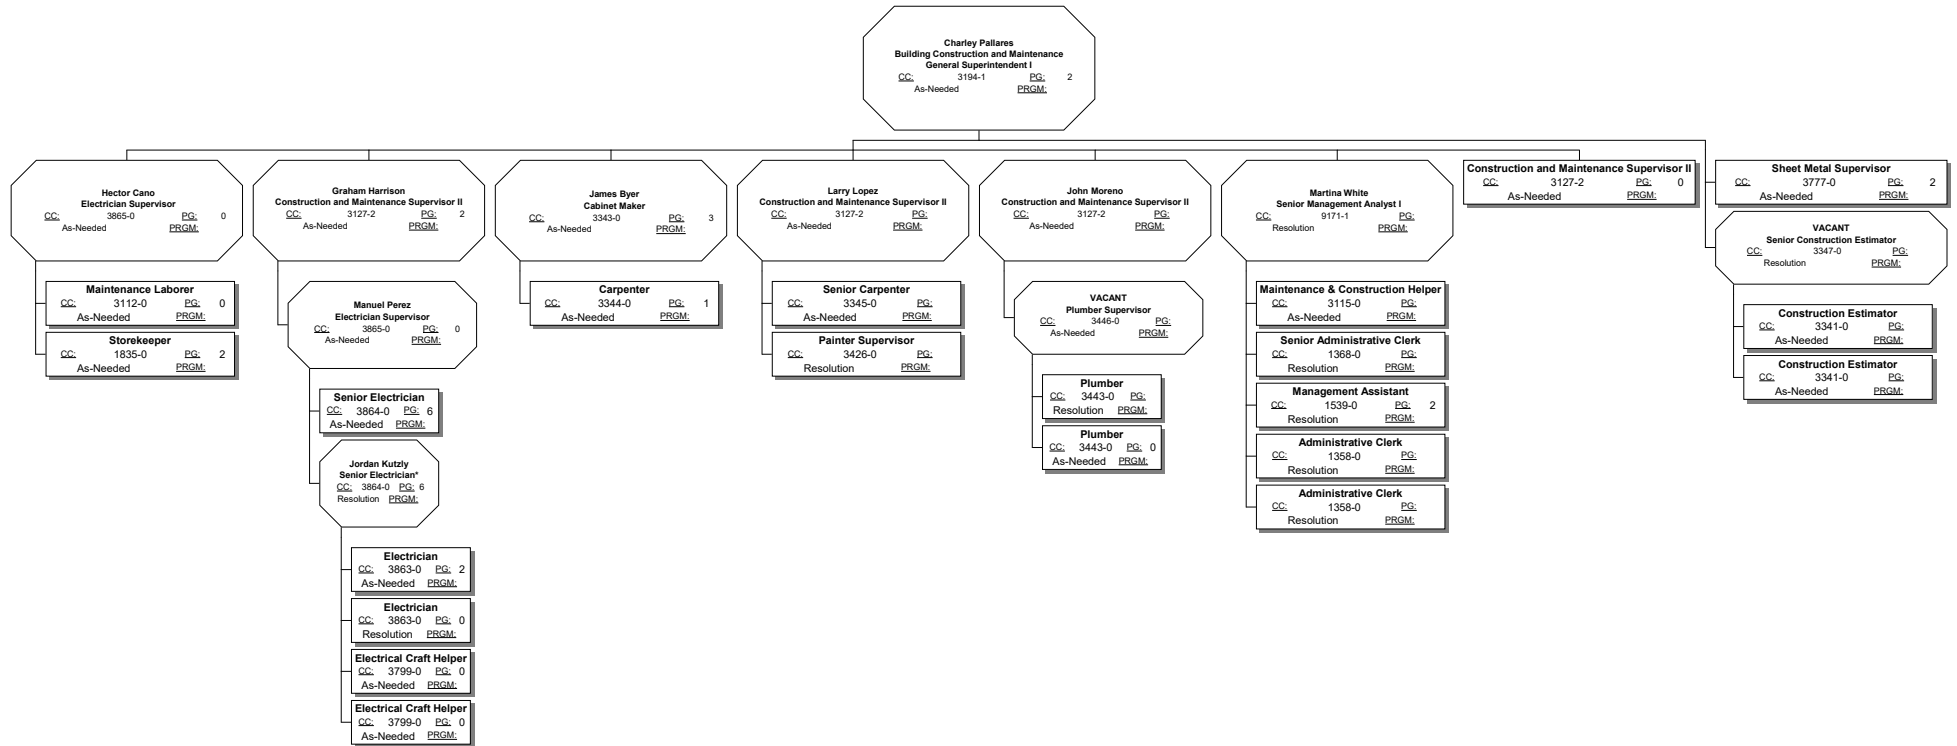 Charley Pallares
Building Construction and Maintenance
General Superintendent I
CC: 3194-1 PG: 2
As-Needed PRGM:
Hector Cano
Electrician Supervisor
CC: 3865-0 PG: 0
As-Needed PRGM:
Maintenance Laborer
CC: 3112-0 PG: 0
As-Needed PRGM:
Storekeeper
CC: 1835-0 PG: 2
As-Needed PRGM:
Graham Harrison
Construction and Maintenance Supervisor II
CC: 3127-2 PG: 2
As-Needed PRGM:
Manuel Perez
Electrician Supervisor
CC: 3865-0 PG: 0
As-Needed PRGM:
Senior Electrician
CC: 3864-0 PG: 6
As-Needed PRGM:
Jordan Kutzly
Senior Electrician*
CC: 3864-0 PG: 6
Resolution PRGM:
Electrician
CC: 3863-0 PG: 2
As-Needed PRGM:
Electrician
CC: 3863-0 PG: 0
Resolution PRGM:
Electrical Craft Helper
CC: 3799-0 PG: 0
As-Needed PRGM:
Electrical Craft Helper
CC: 3799-0 PG: 0
As-Needed PRGM:
James Byer
Cabinet Maker
CC: 3343-0 PG: 3
As-Needed PRGM:
Carpenter
CC: 3344-0 PG: 1
As-Needed PRGM:
Larry Lopez
Construction and Maintenance Supervisor II
CC: 3127-2 PG:
As-Needed PRGM:
Senior Carpenter
CC: 3345-0 PG:
As-Needed PRGM:
Painter Supervisor
CC: 3426-0 PG:
Resolution PRGM:
John Moreno
Construction and Maintenance Supervisor II
CC: 3127-2 PG:
As-Needed PRGM:
VACANT
Plumber Supervisor
CC: 3446-0 PG:
As-Needed PRGM:
Plumber
CC: 3443-0 PG:
Resolution PRGM:
Plumber
CC: 3443-0 PG: 0
As-Needed PRGM:
Martina White
Senior Management Analyst I
CC: 9171-1 PG:
Resolution PRGM:
Maintenance & Construction Helper
CC: 3115-0 PG:
As-Needed PRGM:
Senior Administrative Clerk
CC: 1368-0 PG:
Resolution PRGM:
Management Assistant
CC: 1539-0 PG: 2
Resolution PRGM:
Administrative Clerk
CC: 1358-0 PG:
Resolution PRGM:
Administrative Clerk
CC: 1358-0 PG:
Resolution PRGM:
Construction and Maintenance Supervisor II
CC: 3127-2 PG: 0
As-Needed PRGM:
Sheet Metal Supervisor
CC: 3777-0 PG: 2
As-Needed PRGM:
VACANT
Senior Construction Estimator
CC: 3347-0 PG:
Resolution PRGM:
Construction Estimator
CC: 3341-0 PG:
As-Needed PRGM:
Construction Estimator
CC: 3341-0 PG:
As-Needed PRGM: